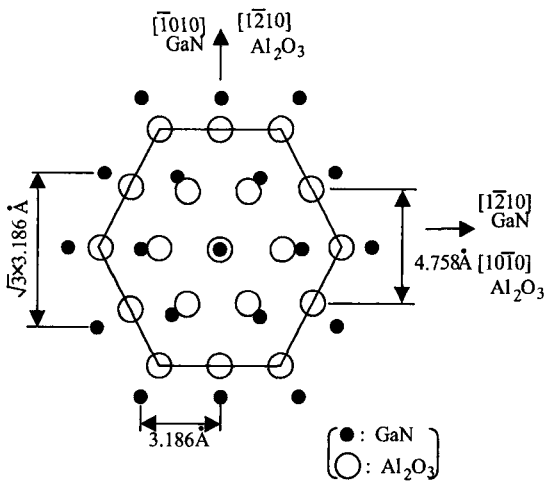 [1̅010] [12̅10]
GaN Al₂O₃
√3×3.186 Å
[12̅10]
GaN
4.758Å [101̅0]
Al₂O₃
3.186Å
●: GaN
○: Al₂O₃